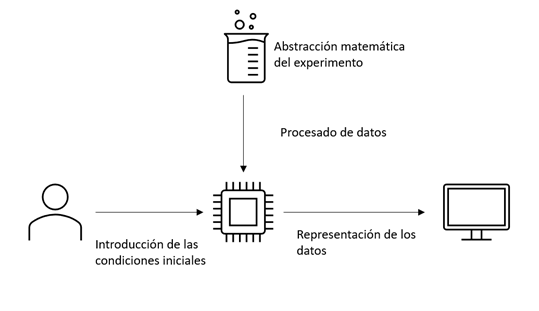 Abstracción matemática
del experimento
Procesado de datos
Introducción de las
condiciones iniciales
Representación de los
datos